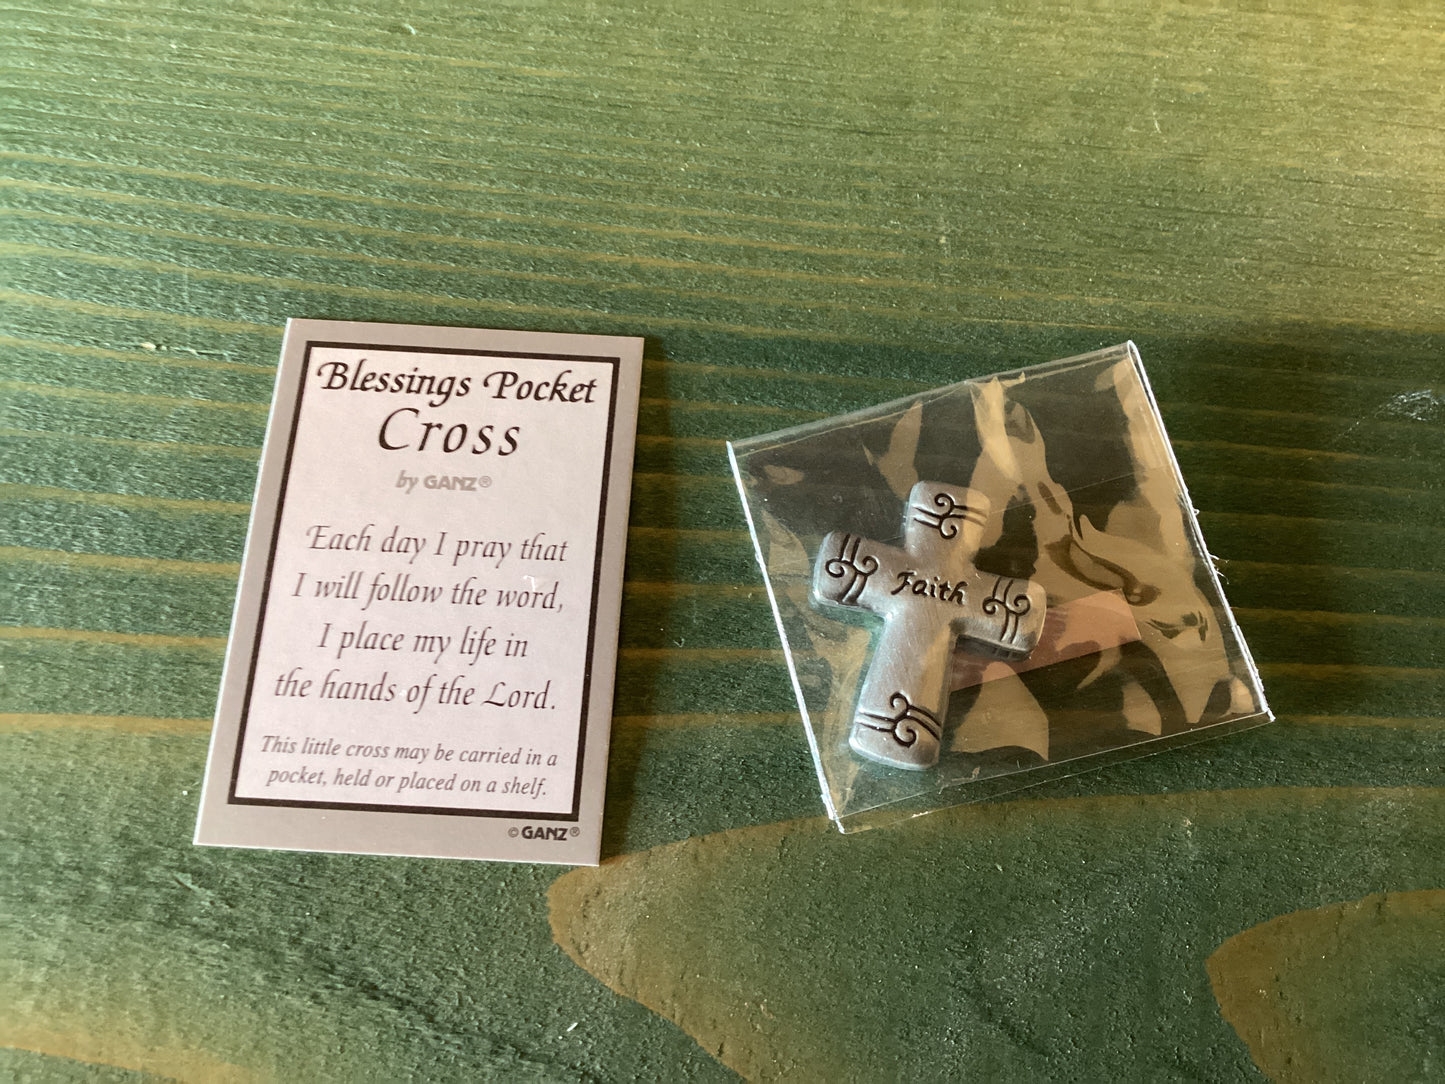 Blessings Pocket
Cross
by GANZ®
Each day I pray that
I will follow the word,
I place my life in
the hands of the Lord.
This little cross may be carried in a
pocket, held or placed on a shelf.
©GANZ®
Faith